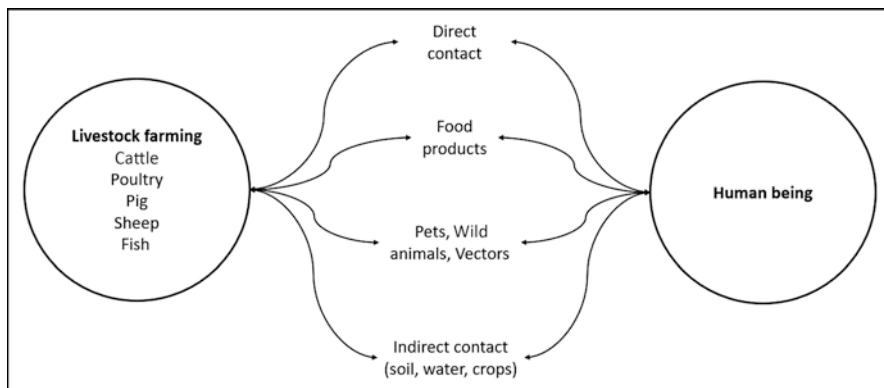 Direct
contact
Livestock farming
Cattle
Poultry
Pig
Sheep
Fish
Food
products
Human being
Pets, Wild
animals, Vectors
Indirect contact
(soil, water, crops)